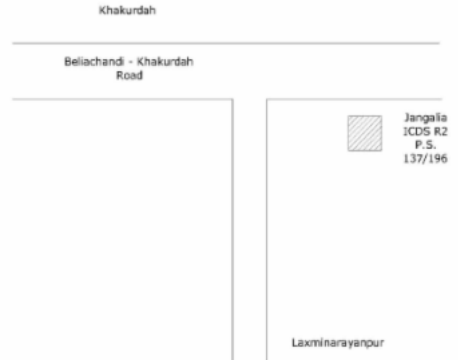 Khakurdah
Beliachandi - Khakurdah
Road
Jangalia
ICDS R2
P.S.
137/196
Laxminarayanpur